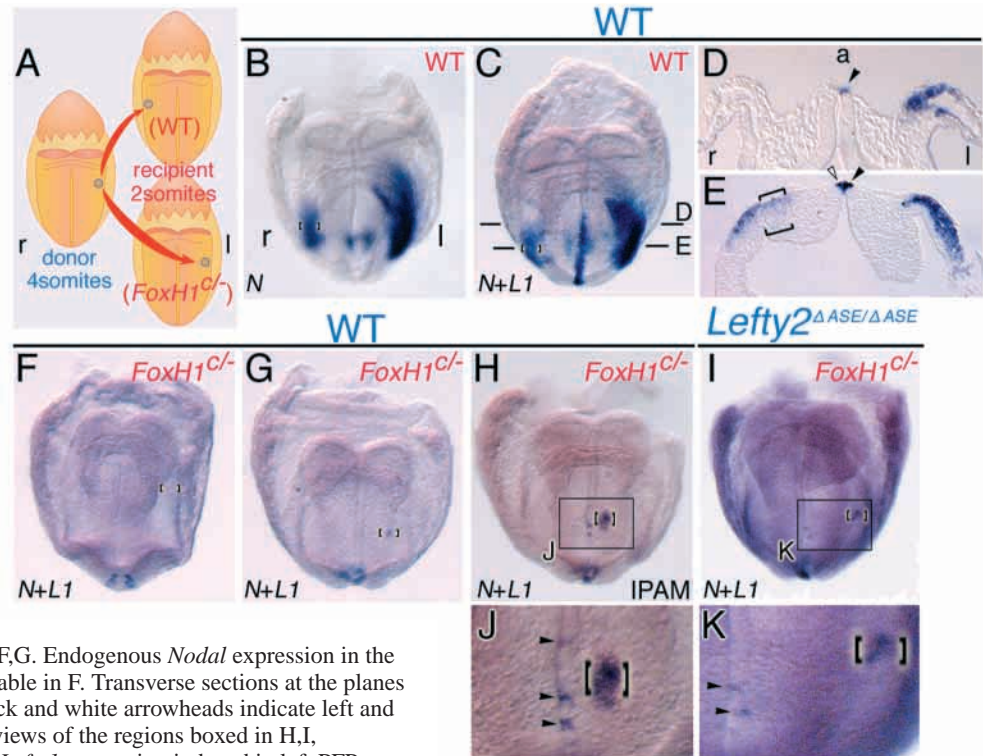 WT
A
(WT)
recipient
2somites
r
l
donor
4somites
(FoxH1c/-)
B
WT
r
l
N
C
WT
D
E
N+L1
D
a
r
l
E
WT
Lefty2ΔASE/ΔASE
F
FoxH1c/-
N+L1
G
FoxH1c/-
N+L1
H
FoxH1c/-
J
N+L1
IPAM
I
FoxH1c/-
K
N+L1
J
K
F,G. Endogenous Nodal expression in the
able in F. Transverse sections at the planes
ck and white arrowheads indicate left and
views of the regions boxed in H,I,